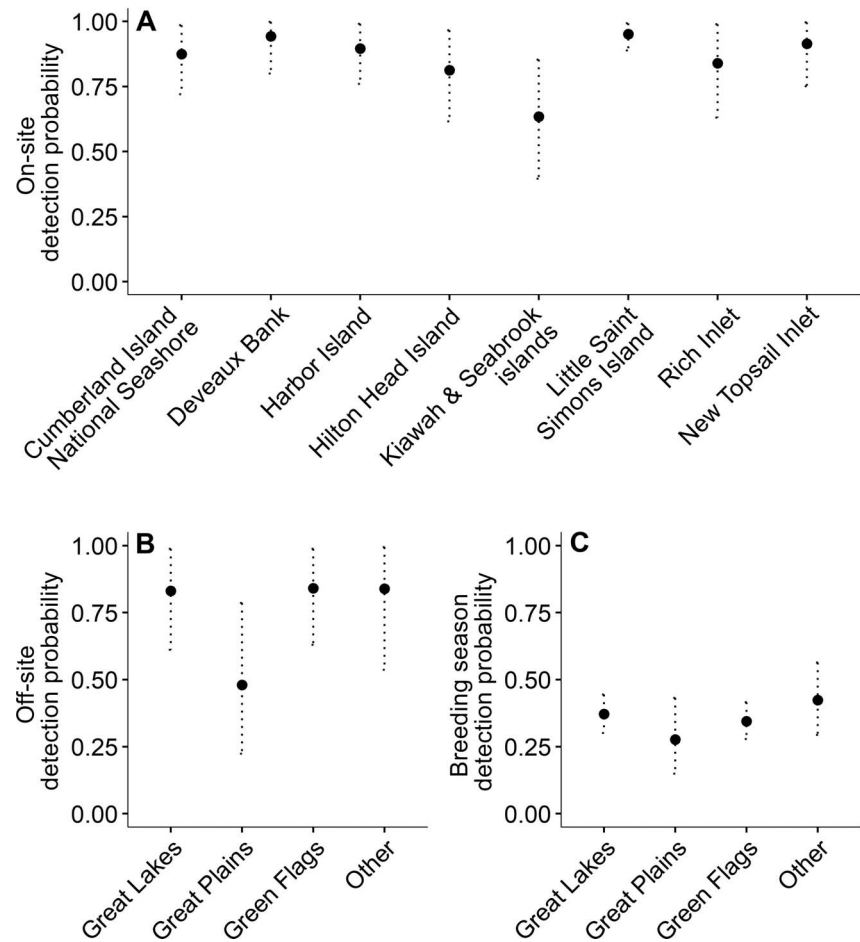 A
On-site
detection probability
1.00
0.75
0.50
0.25
0.00
Cumberland Island
National Seashore
Deveaux Bank
Harbor Island
Hilton Head Island
Kiawah & Seabrook
islands
Little Saint
Simons Island
Rich Inlet
New Topsail Inlet
B
Off-site
detection probability
1.00
0.75
0.50
0.25
0.00
Great Lakes
Great Plains
Green Flags
Other
C
Breeding season
detection probability
1.00
0.75
0.50
0.25
0.00
Great Lakes
Great Plains
Green Flags
Other